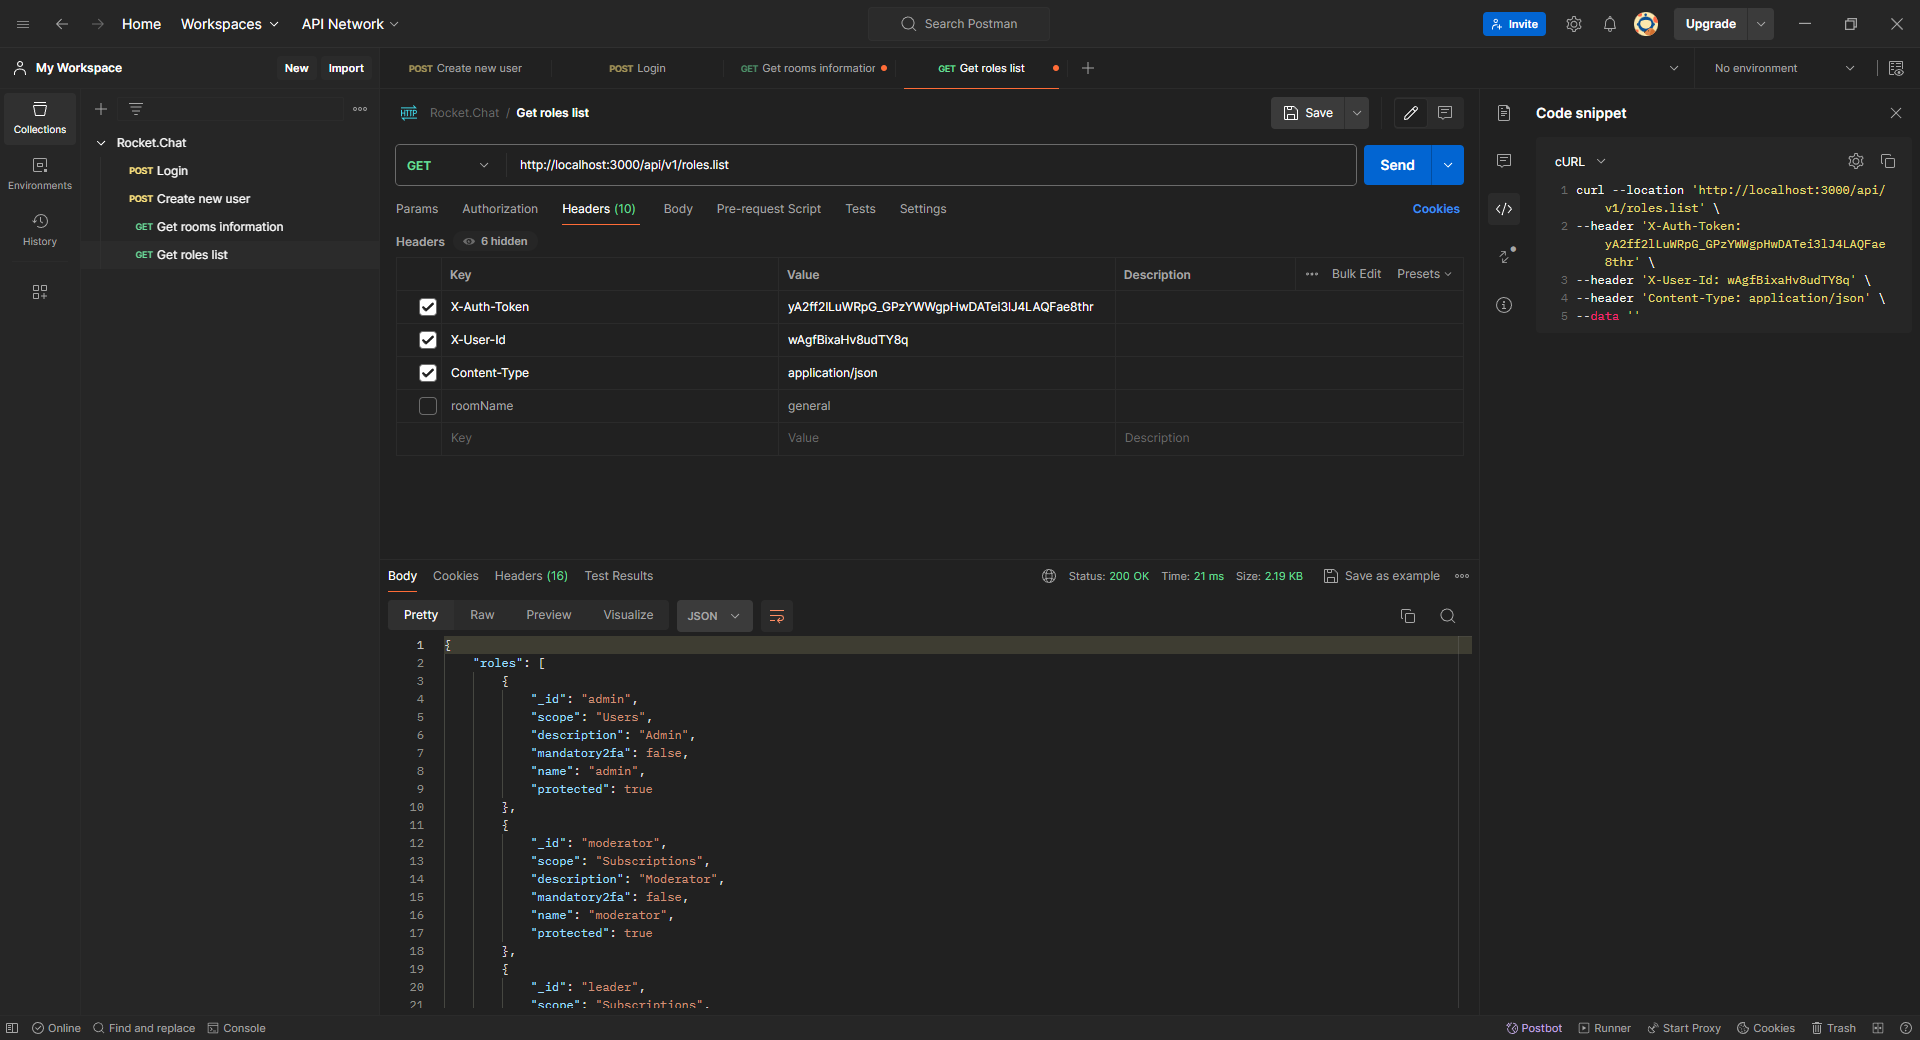 Home Workspaces API Network Search Postman Invite Upgrade
My Workspace New Import
POST Create new user POST Login GET Get rooms information GET Get roles list No environment
Collections
Environments
History
Rocket.Chat
POST Login
POST Create new user
GET Get rooms information
GET Get roles list
HTTP Rocket.Chat / Get roles list Save
GET http://localhost:3000/api/v1/roles.list Send
Params Authorization Headers (10) Body Pre-request Script Tests Settings Cookies
Headers 6 hidden
Key Value Description Bulk Edit Presets
X-Auth-Token yA2ff2lLuWRpG_GPzYWWgpHwDATei3lJ4LAQFae8thr
X-User-Id wAgfBixaHv8udTY8q
Content-Type application/json
roomName general
Key Value Description
Body Cookies Headers (16) Test Results Status: 200 OK Time: 21 ms Size: 2.19 KB Save as example
Pretty Raw Preview Visualize JSON
1 {
2 "roles": [
3 {
4 "_id": "admin",
5 "scope": "Users",
6 "description": "Admin",
7 "mandatory2fa": false,
8 "name": "admin",
9 "protected": true
10 },
11 {
12 "_id": "moderator",
13 "scope": "Subscriptions",
14 "description": "Moderator",
15 "mandatory2fa": false,
16 "name": "moderator",
17 "protected": true
18 },
19 {
20 "_id": "leader",
21 "scope": "Subscriptions",
Code snippet
cURL
1 curl --location 'http://localhost:3000/api/
v1/roles.list' \
2 --header 'X-Auth-Token:
yA2ff2lLuWRpG_GPzYWWgpHwDATei3lJ4LAQFae
8thr' \
3 --header 'X-User-Id: wAgfBixaHv8udTY8q' \
4 --header 'Content-Type: application/json' \
5 --data ''
Online Find and replace Console Postbot Runner Start Proxy Cookies Trash